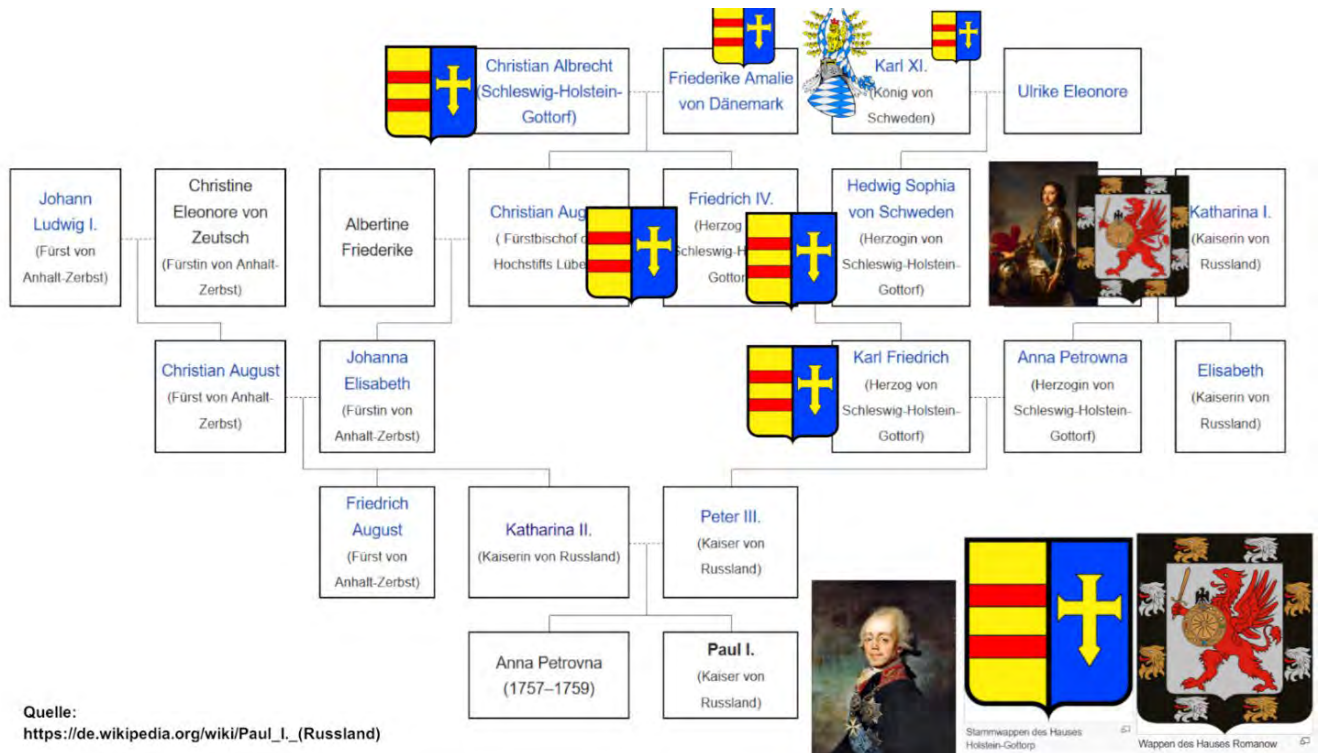 Christian Albrecht
(Schleswig-Holstein-
Gottorf)
Friederike Amalie
von Dänemark
Karl XI.
(König von
Schweden)
Ulrike Eleonore
Johann
Ludwig I.
(Fürst von
Anhalt-Zerbst)
Christine
Eleonore von
Zeutsch
(Fürstin von Anhalt-
Zerbst)
Albertine
Friederike
Christian
( Fürstbischof
Hochstifts
Friedrich IV.
(Herzog
Gottorf)
Hedwig Sophia
von Schweden
(Herzogin von
Schleswig-Holstein-
Gottorf)
Katharina I.
(Kaiserin von
Russland)
Christian August
(Fürst von Anhalt-
Zerbst)
Johanna
Elisabeth
(Fürstin von
Anhalt-Zerbst)
Karl Friedrich
(Herzog von
Schleswig-Holstein-
Gottorf)
Anna Petrowna
(Herzogin von
Schleswig-Holstein-
Gottorf)
Elisabeth
(Kaiserin von
Russland)
Friedrich
August
(Fürst von
Anhalt-Zerbst)
Katharina II.
(Kaiserin von Russland)
Peter III.
(Kaiser von
Russland)
Anna Petrovna
(1757–1759)
Paul I.
(Kaiser von
Russland)
Stammwappen des Hauses
Holstein-Gottorp
Wappen des Hauses Romanow
Quelle:
https://de.wikipedia.org/wiki/Paul_I._(Russland)